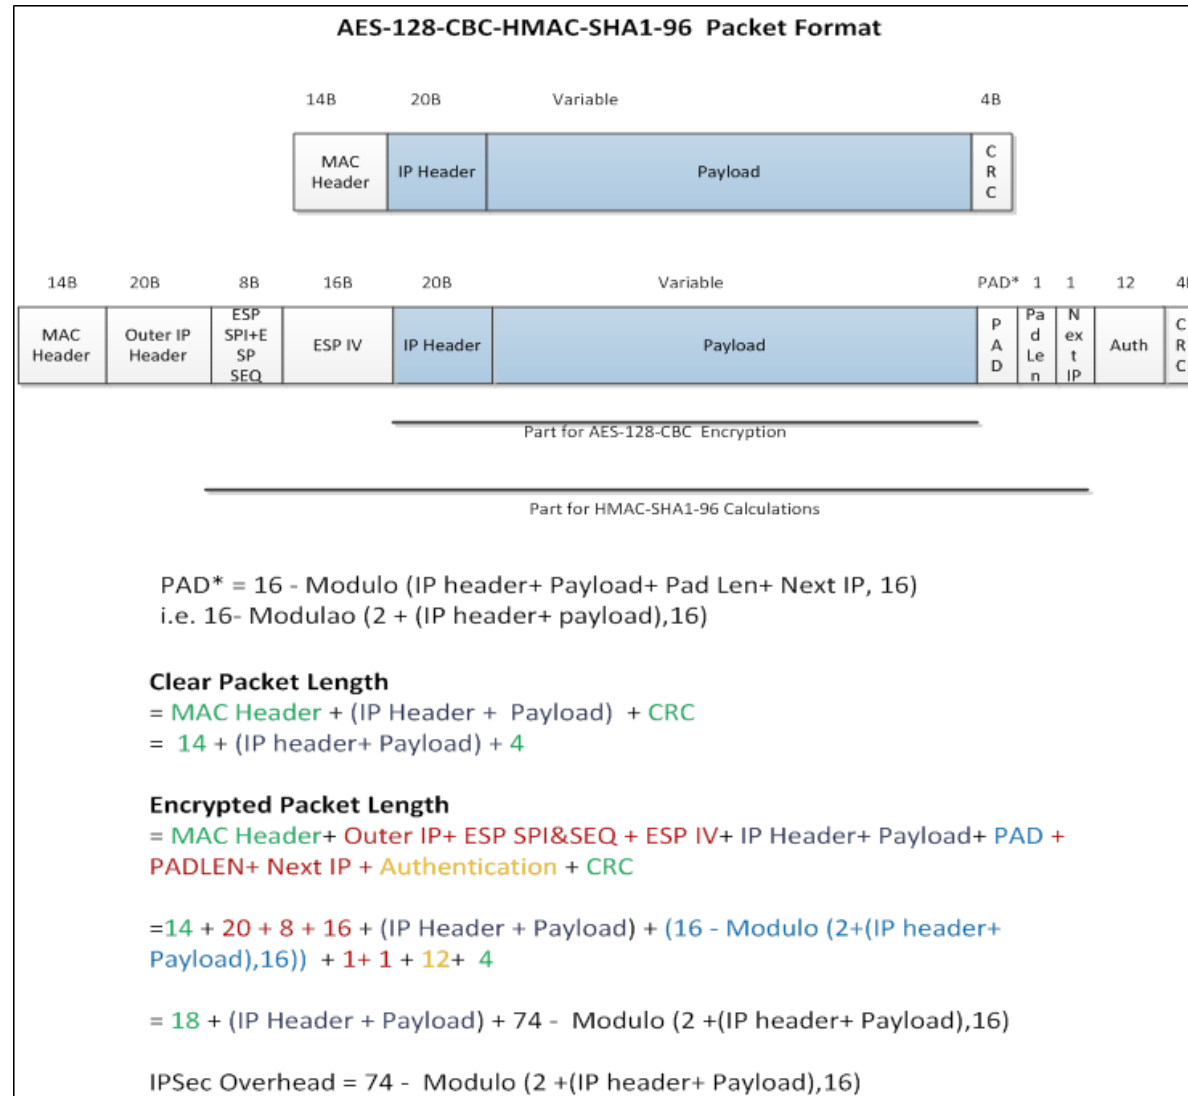 AES-128-CBC-HMAC-SHA1-96 Packet Format
14B 20B Variable 4B
MAC
Header
IP Header
Payload
C
R
C
14B 20B 8B 16B 20B Variable PAD* 1 1 12 4
MAC
Header
Outer IP
Header
ESP
SPI+E
SP
SEQ
ESP IV
IP Header
Payload
P
A
D
Pa
d
Le
n
N
ex
t
IP
Auth
C
R
C
Part for AES-128-CBC Encryption
Part for HMAC-SHA1-96 Calculations
PAD* = 16 - Modulo (IP header+ Payload+ Pad Len+ Next IP, 16)
i.e. 16- Modulao (2 + (IP header+ payload),16)
Clear Packet Length
= MAC Header + (IP Header + Payload) + CRC
= 14 + (IP header+ Payload) + 4
Encrypted Packet Length
= MAC Header+ Outer IP+ ESP SPI&SEQ + ESP IV+ IP Header+ Payload+ PAD +
PADLEN+ Next IP + Authentication + CRC
=14 + 20 + 8 + 16 + (IP Header + Payload) + (16 - Modulo (2+(IP header+
Payload),16)) + 1+ 1 + 12+ 4
= 18 + (IP Header + Payload) + 74 - Modulo (2 +(IP header+ Payload),16)
IPSec Overhead = 74 - Modulo (2 +(IP header+ Payload),16)